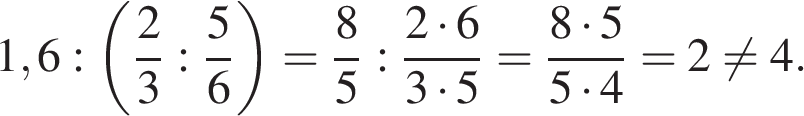 1,6 : (2/3 : 5/6) = 8/5 : (2 · 6)/(3 · 5) = (8 · 5)/(5 · 4) = 2 ≠ 4.